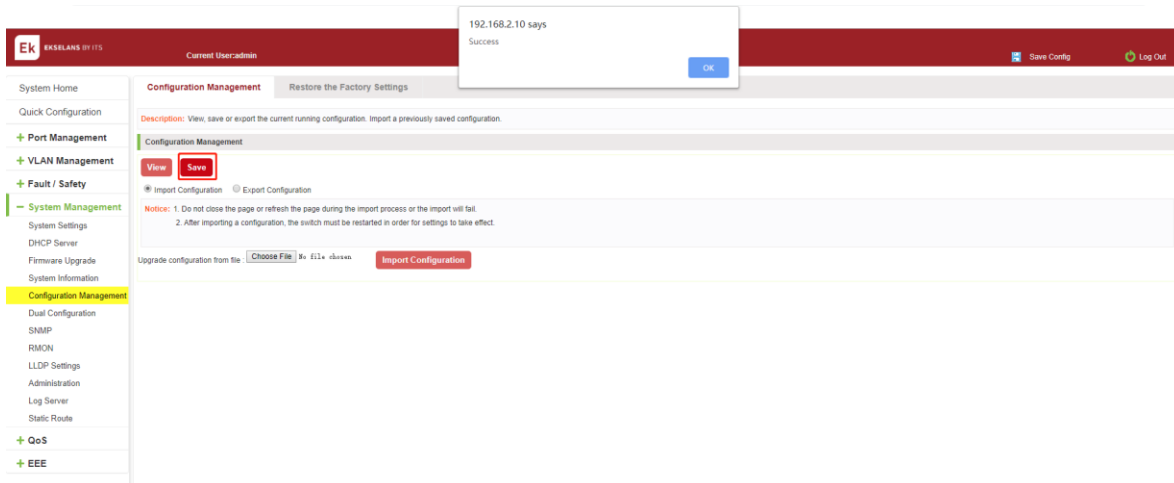 192.168.2.10 says
Success
OK
Ek EKSELANS BY ITS
Current User:admin
Save Config
Log Out
System Home
Quick Configuration
Port Management
VLAN Management
Fault / Safety
System Management
System Settings
DHCP Server
Firmware Upgrade
System Information
Configuration Management
Dual Configuration
SNMP
RMON
LLDP Settings
Administration
Log Server
Static Route
QoS
EEE
Configuration Management Restore the Factory Settings
Description: View, save or export the current running configuration. Import a previously saved configuration.
Configuration Management
View Save
Import Configuration Export Configuration
Notice: 1. Do not close the page or refresh the page during the import process or the import will fail.
2. After importing a configuration, the switch must be restarted in order for settings to take effect.
Upgrade configuration from file : Choose File No file chosen Import Configuration